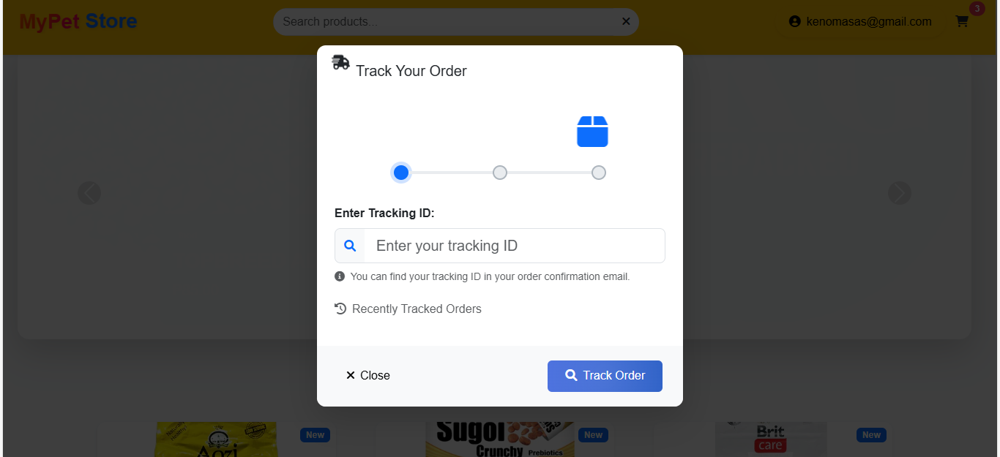 MyPet Store
Search products...
kenomasas@gmail.com
3
Track Your Order
Enter Tracking ID:
Enter your tracking ID
You can find your tracking ID in your order confirmation email.
Recently Tracked Orders
Close
Track Order
New
New
New
Aozi
Sugol
Crunchy
Prebiotics
Brit
care